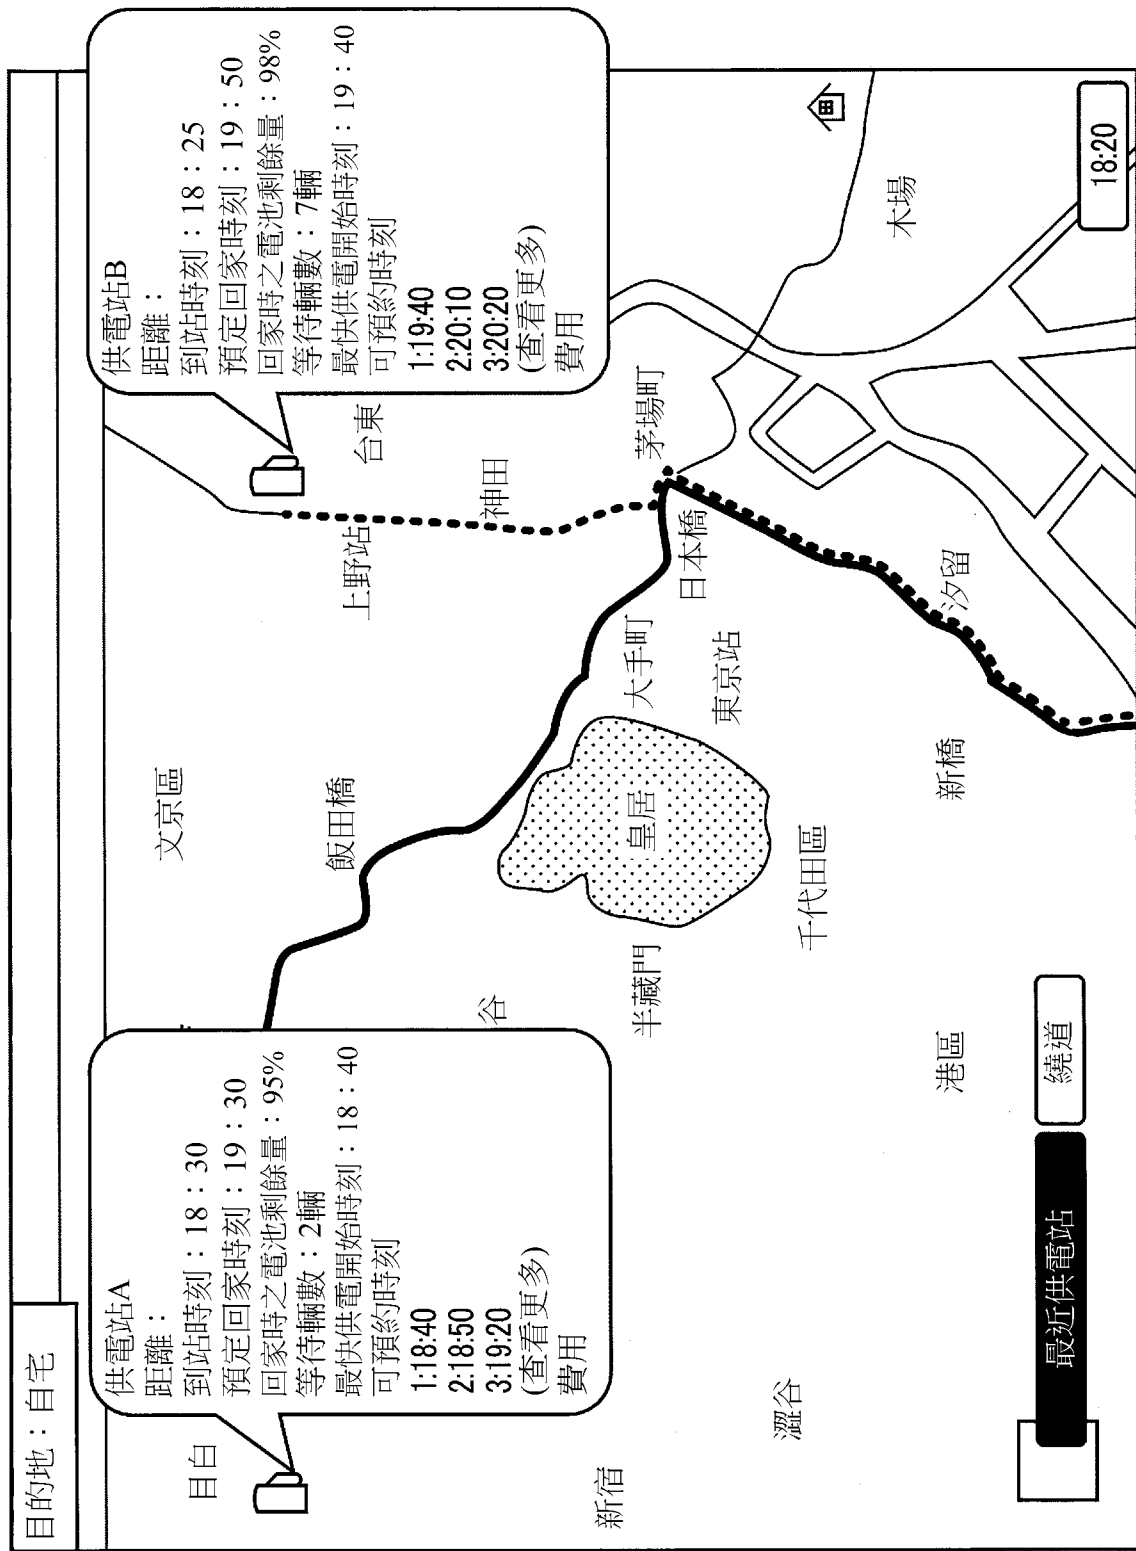 目的地：自宅
供電站A
距離：
到站時刻：18：30
預定回家時刻：19：30
回家時之電池剩餘量：95%
等待輛數：2輛
最快供電開始時刻：18：40
可預約時刻
1:18:40
2:18:50
3:19:20
(查看更多)
費用
供電站B
距離：
到站時刻：18：25
預定回家時刻：19：50
回家時之電池剩餘量：98%
等待輛數：7輛
最快供電開始時刻：19：40
可預約時刻
1:19:40
2:20:10
3:20:20
(查看更多)
費用
目白
文京區
飯田橋
上野站
台東
神田
谷
新宿
半藏門
皇居
大手町
日本橋
茅場町
東京站
澀谷
千代田區
港區
新橋
汐留
木場
最近供電站
繞道
18:20